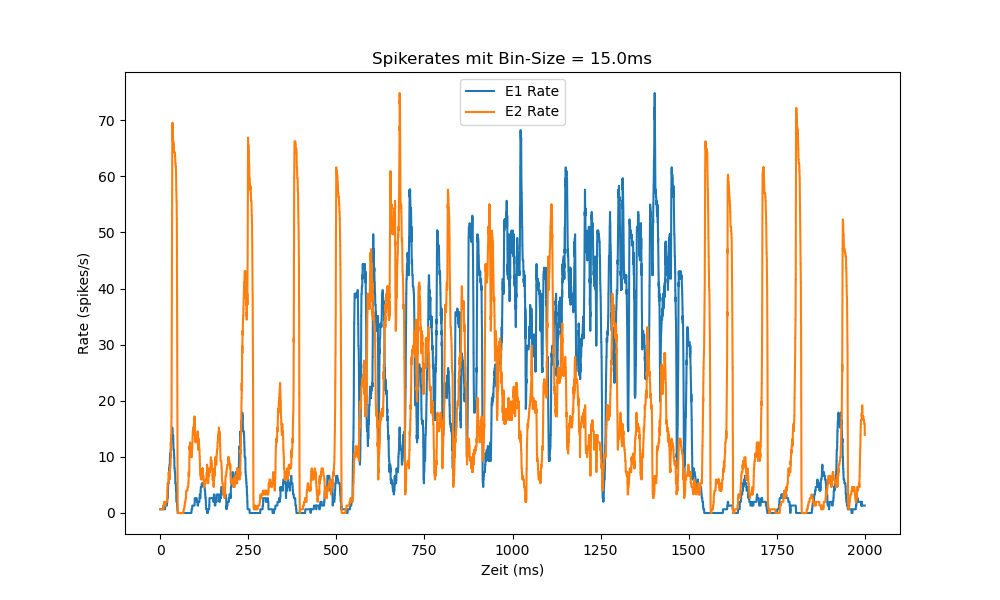 Spikerates mit Bin-Size = 15.0ms
E1 Rate
E2 Rate
Rate (spikes/s)
70
60
50
40
30
20
10
0
0 250 500 750 1000 1250 1500 1750 2000
Zeit (ms)